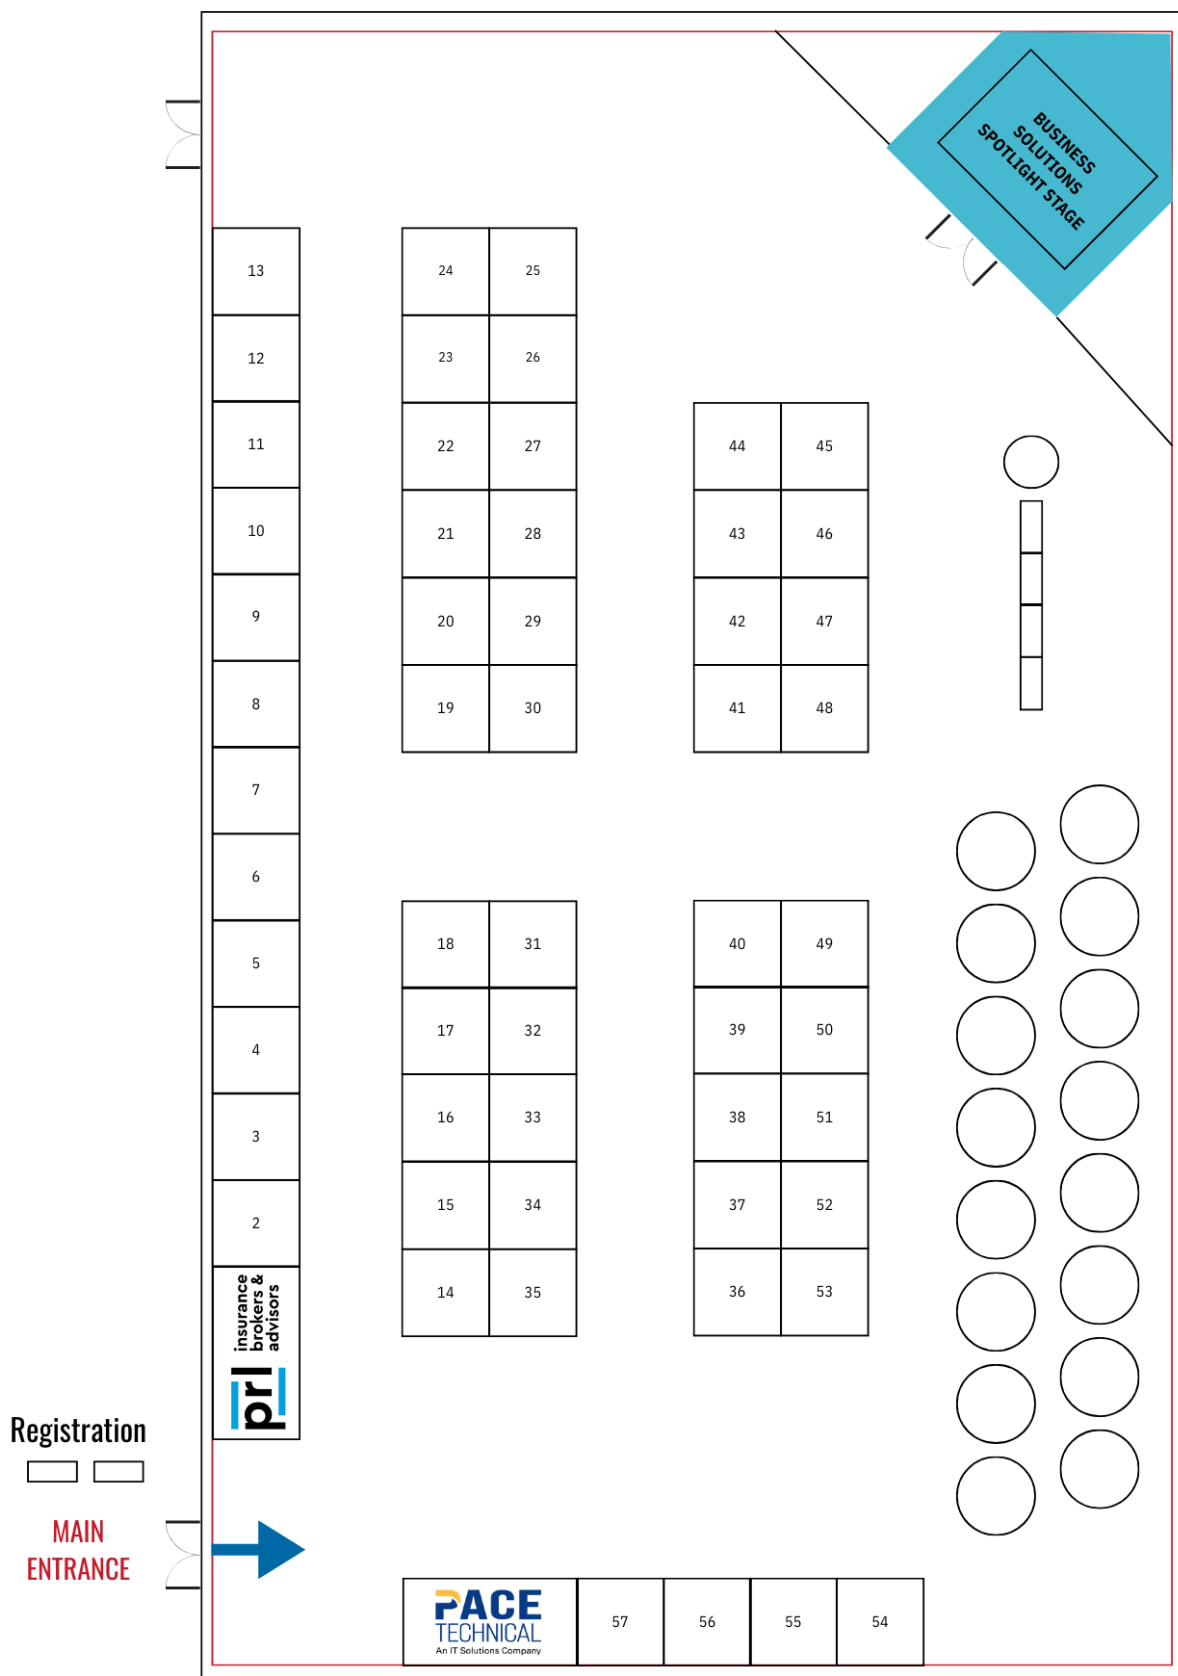 BUSINESS
SOLUTIONS
SPOTLIGHT STAGE
13
24 25
12
23 26
11
22 27
44 45
10
21 28
43 46
9
20 29
42 47
8
19 30
41 48
7
6
18 31
40 49
5
17 32
39 50
4
16 33
38 51
3
15 34
37 52
2
14 35
36 53
prl
insurance
brokers &
advisors
Registration
MAIN
ENTRANCE
PACE
TECHNICAL
An IT Solutions Company
57 56 55 54